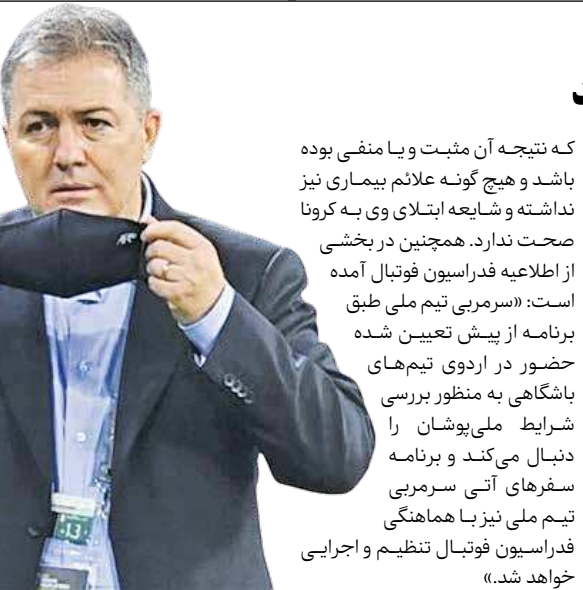 که نتیجه آن مثبت و یا منفی بوده
باشد و هیچ گونه علائم بیماری نیز
نداشته و شایعه ابتلای وی به کرونا
صحت ندارد. همچنین در بخشی
از اطلاعیه فدراسیون فوتبال آمده
است: «سرمربی تیم ملی طبق
برنامه از پیش تعیین شده
حضور در اردوی تیم‌های
باشگاهی به منظور بررسی
شرایط ملی‌پوشان را
دنبال می‌کند و برنامه
سفرهای آتی سرمربی
تیم ملی نیز با هماهنگی
فدراسیون فوتبال تنظیم و اجرایی
خواهد شد.»